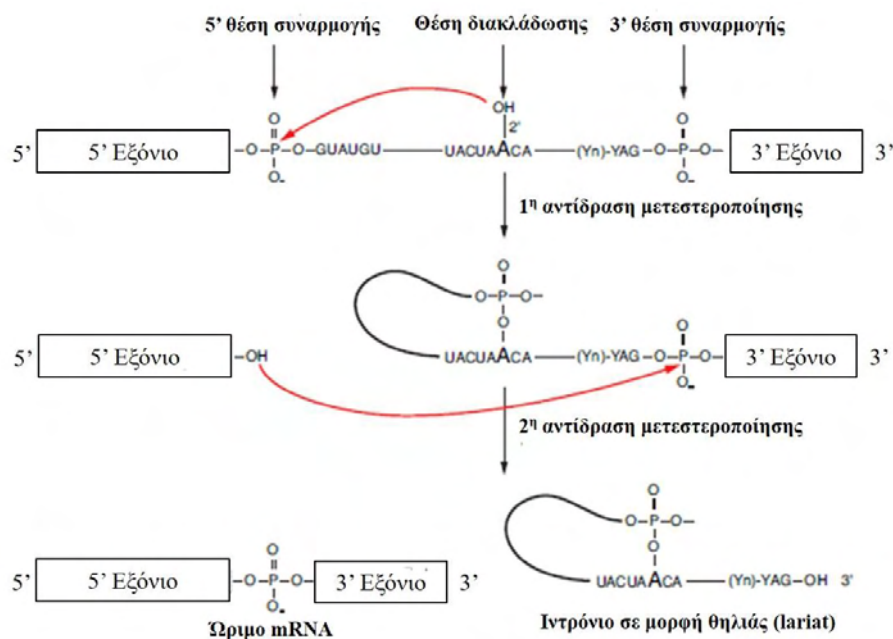 5’ θέση συναρμογής Θέση διακλάδωσης 3’ θέση συναρμογής
OH
O 2' O
5’ 5’ Εξόνιο -O-P-O-GUAUGU UACUAACA (Yn)-YAG-O-P-O- 3’ Εξόνιο 3’
O- O-
1η αντίδραση μετεστεροποίησης
O
O-P-O- O
O
5’ 5’ Εξόνιο -OH UACUAACA (Yn)-YAG-O-P-O- 3’ Εξόνιο 3’
O-
2η αντίδραση μετεστεροποίησης
O
O-P-O-
O O
5’ 5’ Εξόνιο -O-P-O- 3’ Εξόνιο 3’ UACUAACA (Yn)-YAG-OH 3'
O-
Ώριμο mRNA Ιντρόνιο σε μορφή θηλιάς (lariat)